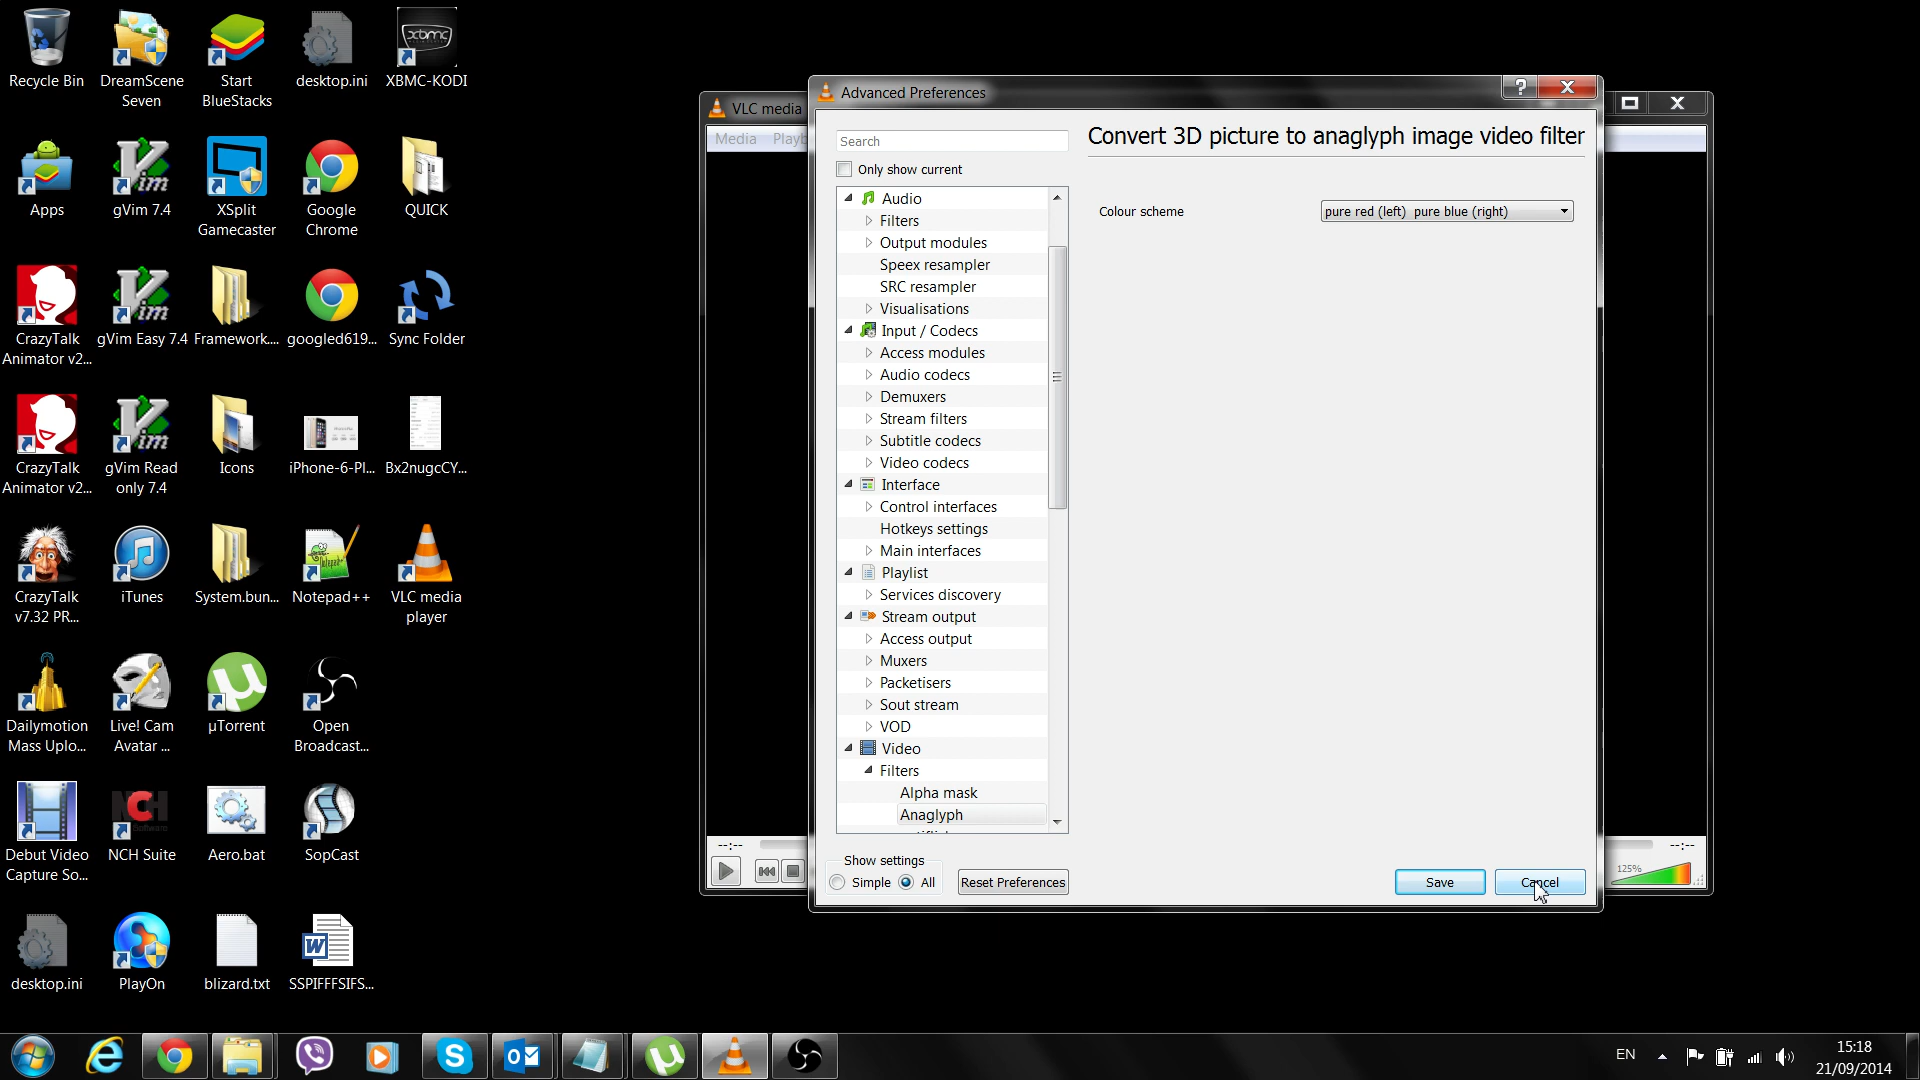 Recycle Bin
DreamScene
Seven
Start
BlueStacks
desktop.ini
xbmc
XBMC-KODI
Apps
gVim 7.4
XSplit
Gamecaster
Google
Chrome
QUICK
CrazyTalk
Animator v2...
gVim Easy 7.4
Framework....
googled619...
Sync Folder
CrazyTalk
Animator v2...
gVim Read
only 7.4
Icons
iPhone-6-Pl...
Bx2nugcCY...
CrazyTalk
v7.32 PR...
iTunes
System.bun...
Notepad++
VLC media
player
Dailymotion
Mass Uplo...
Live! Cam
Avatar ...
µTorrent
Open
Broadcast...
Debut Video
Capture So...
NCH Suite
Aero.bat
SopCast
desktop.ini
PlayOn
blizard.txt
SSPIFFFSIFS...
VLC media
Media Playb
--:--
--:--
125%
Advanced Preferences
?
Search
Only show current
Audio
Filters
Output modules
Speex resampler
SRC resampler
Visualisations
Input / Codecs
Access modules
Audio codecs
Demuxers
Stream filters
Subtitle codecs
Video codecs
Interface
Control interfaces
Hotkeys settings
Main interfaces
Playlist
Services discovery
Stream output
Access output
Muxers
Packetisers
Sout stream
VOD
Video
Filters
Alpha mask
Anaglyph
Show settings
Simple All
Reset Preferences
Convert 3D picture to anaglyph image video filter
Colour scheme
pure red (left) pure blue (right)
Save
Cancel
EN
15:18
21/09/2014